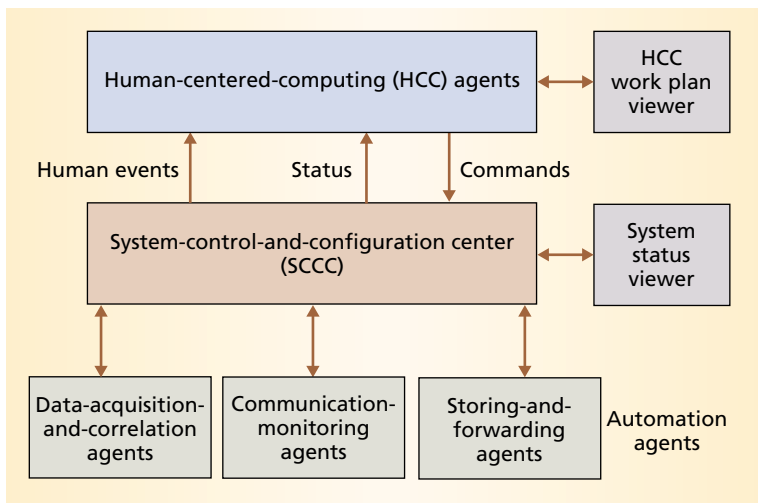 Human-centered-computing (HCC) agents
HCC
work plan
viewer
Human events
Status
Commands
System-control-and-configuration center
(SCCC)
System
status
viewer
Data-acquisition-
and-correlation
agents
Communication-
monitoring
agents
Storing-and-
forwarding
agents
Automation
agents